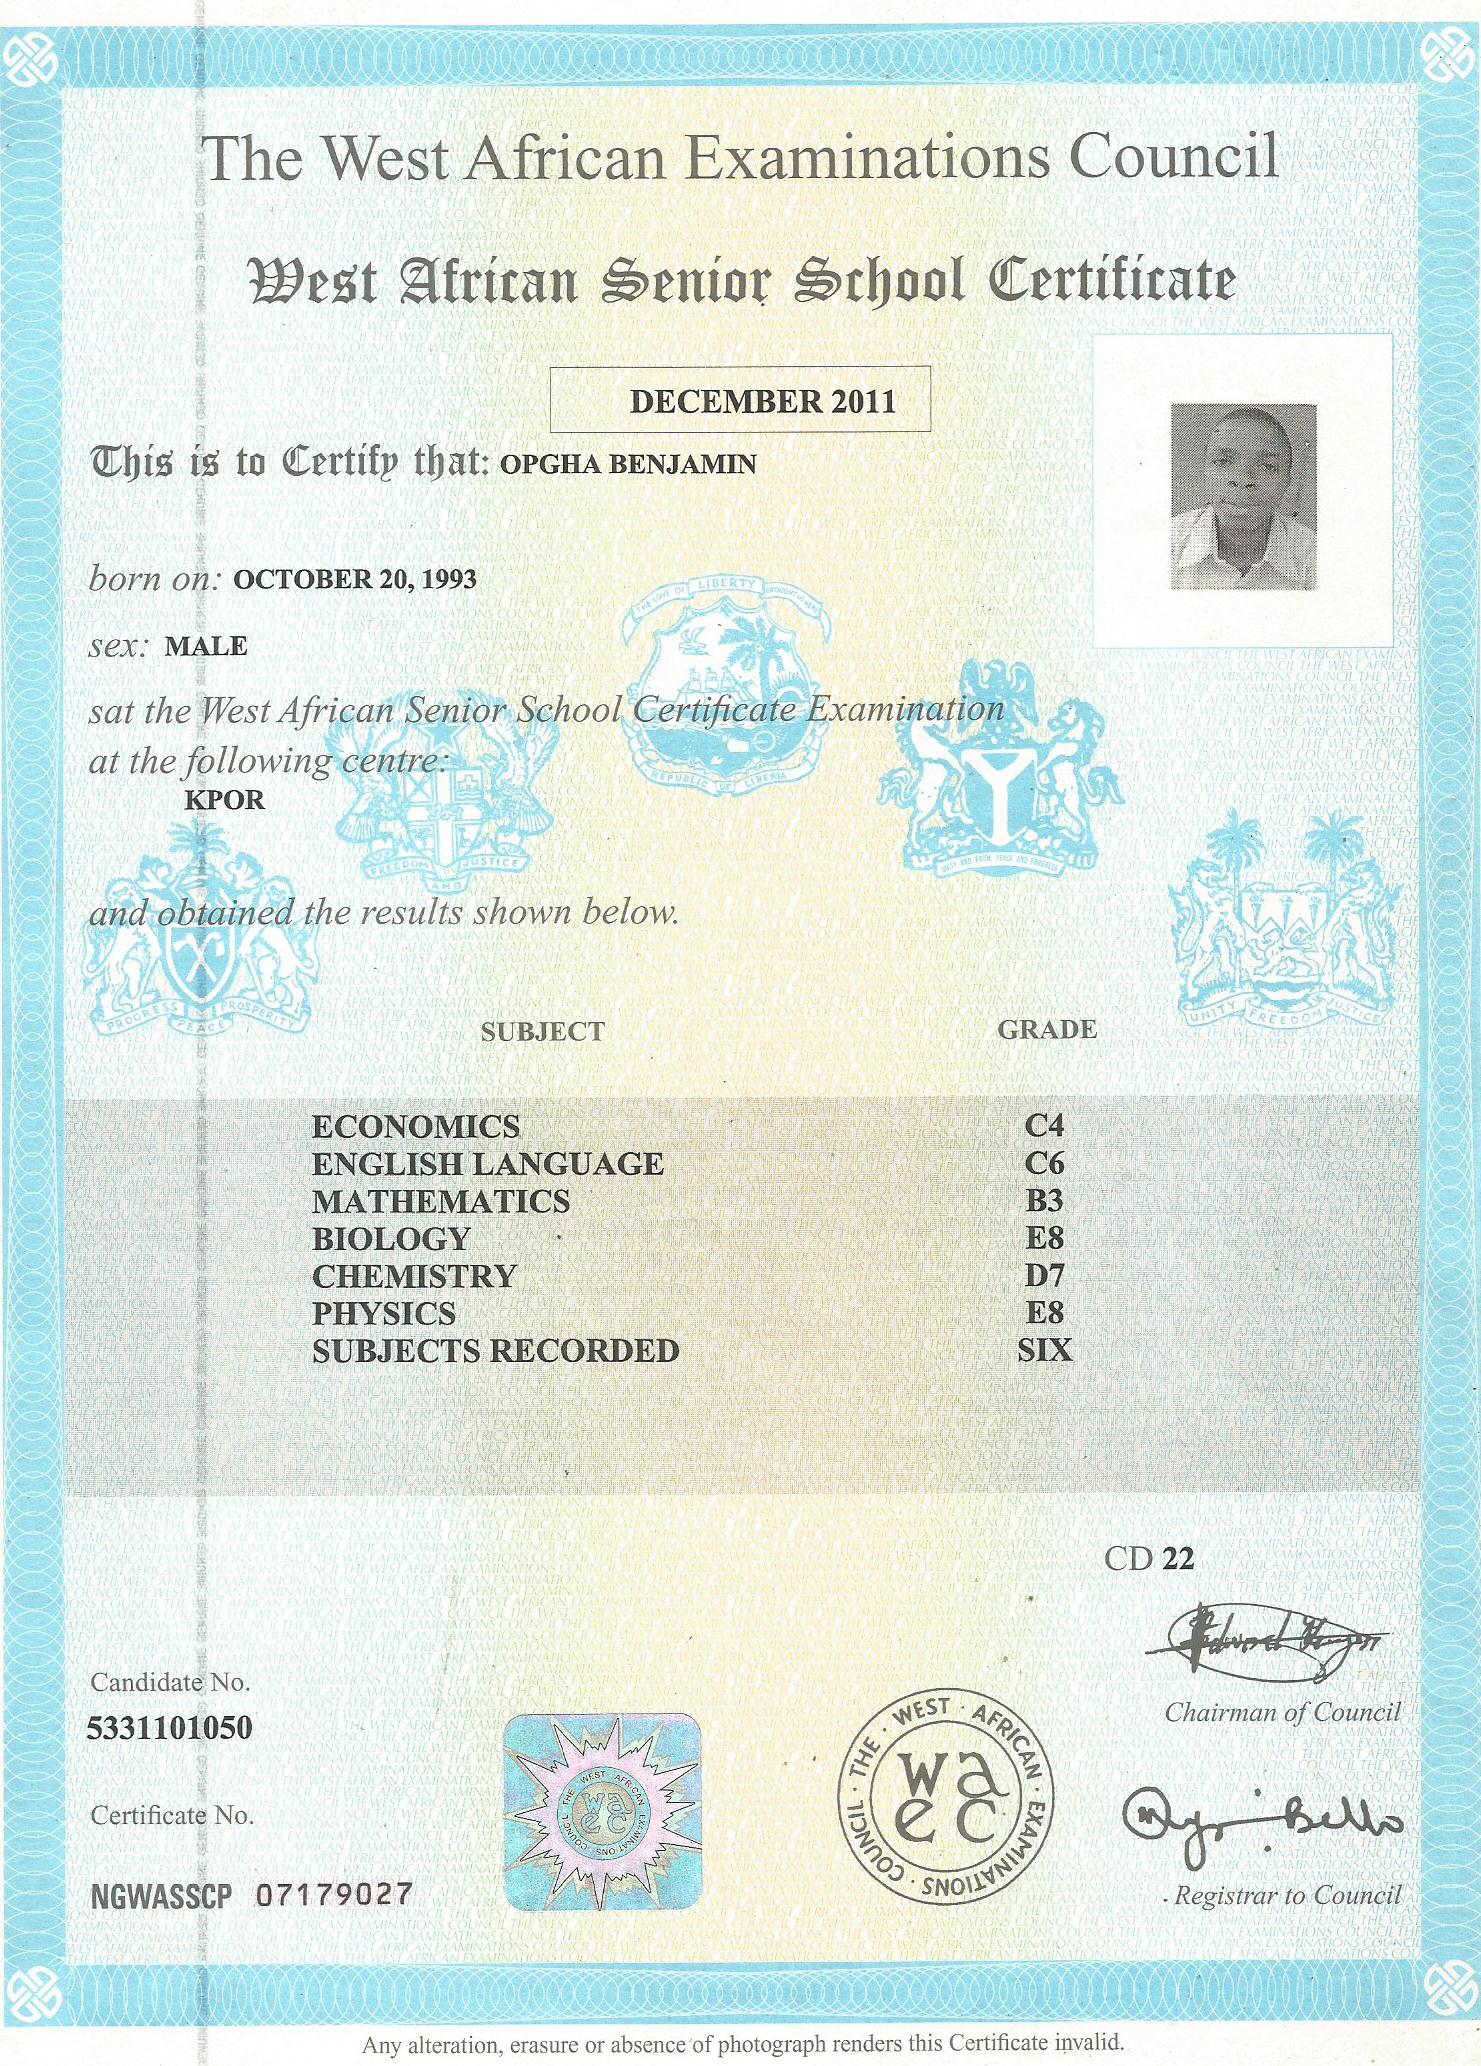 The West African Examinations Council
West African Senior School Certificate
DECEMBER 2011
This is to Certify that: OPGHA BENJAMIN
born on: OCTOBER 20, 1993
sex: MALE
sat the West African Senior School Certificate Examination
at the following centre:
KPOR
THE LOVE OF LIBERTY BROUGHT US HERE
REPUBLIC OF LIBERIA
FREEDOM AND JUSTICE
UNITY AND FAITH, PEACE AND PROGRESS
PROGRESS PEACE PROSPERITY
UNITY FREEDOM JUSTICE
and obtained the results shown below.
SUBJECT GRADE
ECONOMICS C4
ENGLISH LANGUAGE C6
MATHEMATICS B3
BIOLOGY E8
CHEMISTRY D7
PHYSICS E8
SUBJECTS RECORDED SIX
CD 22
Chairman of Council
Candidate No.
5331101050
Certificate No.
NGWASSCP 07179027
THE WEST AFRICAN EXAMINATIONS COUNCIL
waec
THE · WEST · AFRICAN · EXAMINATIONS · COUNCIL
waec
Bello
Registrar to Council
Any alteration, erasure or absence of photograph renders this Certificate invalid.